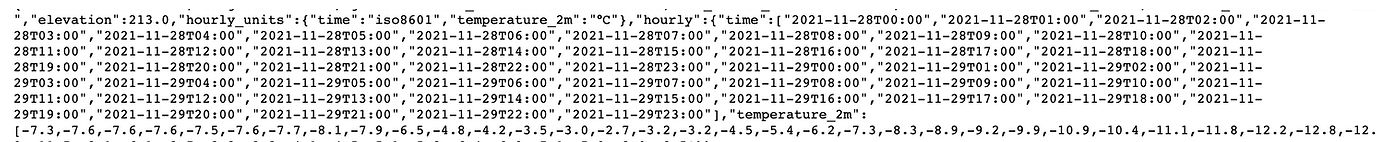 ","elevation":213.0,"hourly_units":{"time":"iso8601","temperature_2m":"°C"},"hourly":{"time":["2021-11-28T00:00","2021-11-28T01:00","2021-11-28T02:00","2021-11-
28T03:00","2021-11-28T04:00","2021-11-28T05:00","2021-11-28T06:00","2021-11-28T07:00","2021-11-28T08:00","2021-11-28T09:00","2021-11-28T10:00","2021-11-
28T11:00","2021-11-28T12:00","2021-11-28T13:00","2021-11-28T14:00","2021-11-28T15:00","2021-11-28T16:00","2021-11-28T17:00","2021-11-28T18:00","2021-11-
28T19:00","2021-11-28T20:00","2021-11-28T21:00","2021-11-28T22:00","2021-11-28T23:00","2021-11-29T00:00","2021-11-29T01:00","2021-11-29T02:00","2021-11-
29T03:00","2021-11-29T04:00","2021-11-29T05:00","2021-11-29T06:00","2021-11-29T07:00","2021-11-29T08:00","2021-11-29T09:00","2021-11-29T10:00","2021-11-
29T11:00","2021-11-29T12:00","2021-11-29T13:00","2021-11-29T14:00","2021-11-29T15:00","2021-11-29T16:00","2021-11-29T17:00","2021-11-29T18:00","2021-11-
29T19:00","2021-11-29T20:00","2021-11-29T21:00","2021-11-29T22:00","2021-11-29T23:00"],"temperature_2m":
[-7.3,-7.6,-7.6,-7.6,-7.5,-7.6,-7.7,-8.1,-7.9,-6.5,-4.8,-4.2,-3.5,-3.0,-2.7,-3.2,-3.2,-4.5,-5.4,-6.2,-7.3,-8.3,-8.9,-9.2,-9.9,-10.9,-10.4,-11.1,-11.8,-12.2,-12.8,-12.